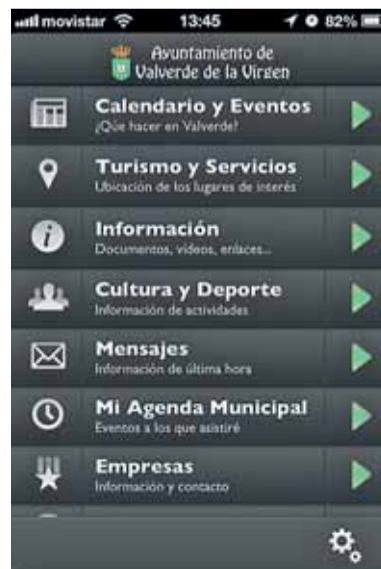 movistar 13:45 82%
Ayuntamiento de
Valverde de la Virgen
Calendario y Eventos
¿Qúe hacer en Valverde?
Turismo y Servicios
Ubicación de los lugares de interés
Información
Documentos, vídeos, enlaces...
Cultura y Deporte
Información de actividades
Mensajes
Información de última hora
Mi Agenda Municipal
Eventos a los que asistiré
Empresas
Información y contacto